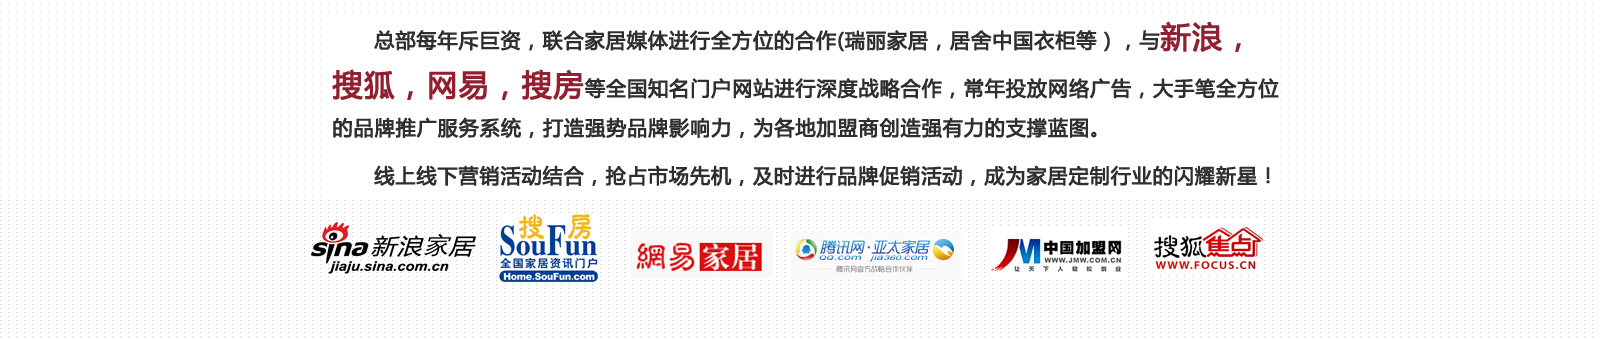 总部每年斥巨资，联合家居媒体进行全方位的合作(瑞丽家居，居舍中国衣柜等），与新浪，
搜狐，网易，搜房等全国知名门户网站进行深度战略合作，常年投放网络广告，大手笔全方位
的品牌推广服务系统，打造强势品牌影响力，为各地加盟商创造强有力的支撑蓝图。
线上线下营销活动结合，抢占市场先机，及时进行品牌促销活动，成为家居定制行业的闪耀新星！
sina 新浪家居
jiaju.sina.com.cn
搜房
SouFun
全国家居资讯门户
Home.SouFun.com
網易家居
腾讯网·亚太家居
QQ.com jia360.com
腾讯网官方战略合作伙伴
JM 中国加盟网
WWW.JMW.COM.CN
让天下人轻松创业
搜狐焦点
WWW.FOCUS.CN